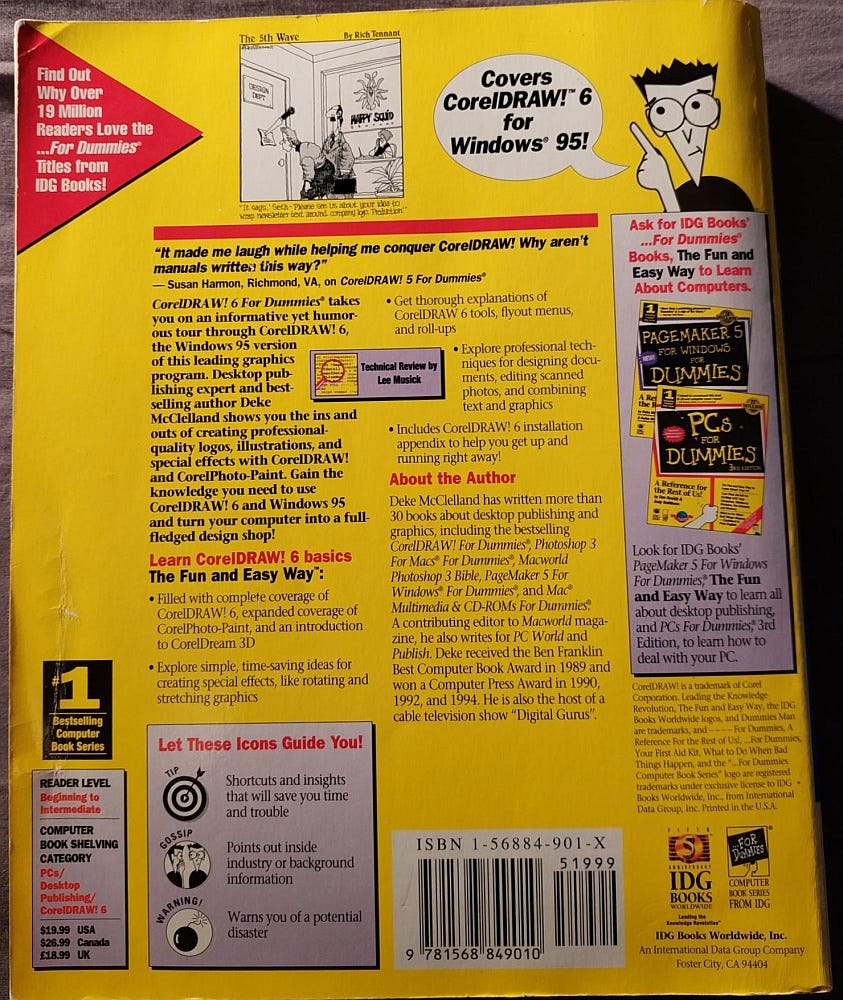 Find Out
Why Over
19 Million
Readers Love the
...For Dummies®
Titles from
IDG Books!
The 5th Wave
By Rich Tennant
DESIGN
DEPT
HAPPY SQUID
"It says, 'Seth- Please see us about your idea to
wrap newsletter text around company logo. Production.'"
Covers
CorelDRAW!™ 6
for
Windows® 95!
"It made me laugh while helping me conquer CorelDRAW! Why aren't
manuals written this way?"
— Susan Harmon, Richmond, VA, on CorelDRAW! 5 For Dummies®
CorelDRAW! 6 For Dummies® takes
you on an informative yet humor-
ous tour through CorelDRAW! 6,
the Windows 95 version
of this leading graphics
program. Desktop pub-
lishing expert and best-
selling author Deke
McClelland shows you the ins and
outs of creating professional-
quality logos, illustrations, and
special effects with CorelDRAW!
and CorelPhoto-Paint. Gain the
knowledge you need to use
CorelDRAW! 6 and Windows 95
and turn your computer into a full-
fledged design shop!
Technical Review by
Lee Musick
Learn CorelDRAW! 6 basics
The Fun and Easy Way™:
• Filled with complete coverage of
CorelDRAW! 6, expanded coverage of
CorelPhoto-Paint, and an introduction
to CorelDream 3D
• Explore simple, time-saving ideas for
creating special effects, like rotating and
stretching graphics
• Get thorough explanations of
CorelDRAW 6 tools, flyout menus,
and roll-ups
• Explore professional tech-
niques for designing docu-
ments, editing scanned
photos, and combining
text and graphics
• Includes CorelDRAW! 6 installation
appendix to help you get up and
running right away!
About the Author
Deke McClelland has written more than
30 books about desktop publishing and
graphics, including the bestselling
CorelDRAW! For Dummies®, Photoshop 3
For Macs® For Dummies®, Macworld
Photoshop 3 Bible, PageMaker 5 For
Windows® For Dummies®, and Mac®
Multimedia & CD-ROMs For Dummies®.
A contributing editor to Macworld maga-
zine, he also writes for PC World and
Publish. Deke received the Ben Franklin
Best Computer Book Award in 1989 and
won a Computer Press Award in 1990,
1992, and 1994. He is also the host of a
cable television show "Digital Gurus".
Ask for IDG Books'
...For Dummies®
Books, The Fun and
Easy Way to Learn
About Computers.
PAGEMAKER 5
FOR WINDOWS
FOR
DUMMIES
PCs
FOR
DUMMIES
3RD EDITION
A Reference for
the Rest of Us!
Look for IDG Books'
PageMaker 5 For Windows
For Dummies®, The Fun
and Easy Way to learn all
about desktop publishing,
and PCs For Dummies®, 3rd
Edition, to learn how to
deal with your PC.
CorelDRAW! is a trademark of Corel
Corporation. Leading the Knowledge
Revolution, The Fun and Easy Way, the IDG
Books Worldwide logos, and Dummies Man
are trademarks, and ---- For Dummies, A
Reference For the Rest of Us!, ...For Dummies,
Your First Aid Kit, What to Do When Bad
Things Happen, and the "...For Dummies
Computer Book Series" logo are registered
trademarks under exclusive license to IDG
Books Worldwide, Inc., from International
Data Group, Inc. Printed in the U.S.A.
#1
Bestselling
Computer
Book Series
READER LEVEL
Beginning to
Intermediate
COMPUTER
BOOK SHELVING
CATEGORY
PCs/
Desktop
Publishing/
CorelDRAW! 6
$19.99 USA
$26.99 Canada
£18.99 UK
Let These Icons Guide You!
TIP
Shortcuts and insights
that will save you time
and trouble
GOSSIP
Points out inside
industry or background
information
WARNING!
Warns you of a potential
disaster
ISBN 1-56884-901-X
51999
9 781568 849010
FIFTH
5
ANNIVERSARY
IDG
BOOKS
WORLDWIDE
Leading the
Knowledge Revolution™
...FOR
DUMMIES
COMPUTER
BOOK SERIES
FROM IDG
IDG Books Worldwide, Inc.
An International Data Group Company
Foster City, CA 94404